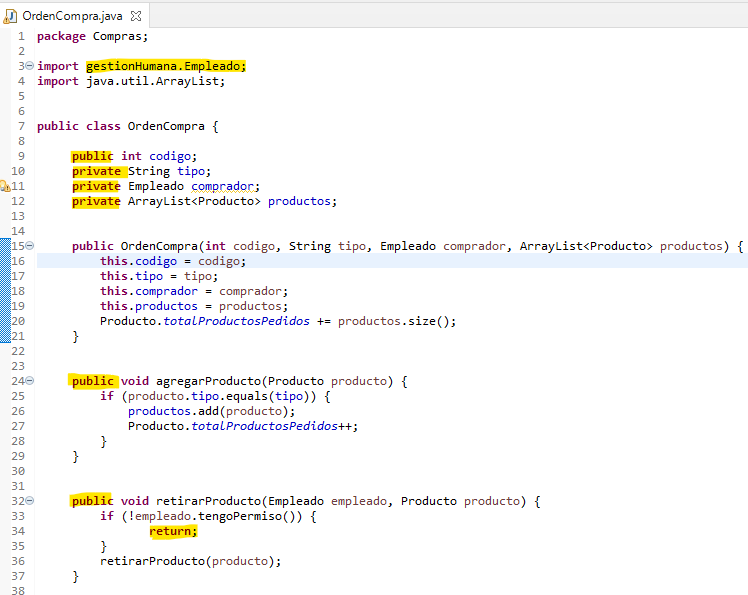 OrdenCompra.java
1 package Compras;
2
3 import gestionHumana.Empleado;
4 import java.util.ArrayList;
5
6
7 public class OrdenCompra {
8
9 public int codigo;
10 private String tipo;
11 private Empleado comprador;
12 private ArrayList<Producto> productos;
13
14
15 public OrdenCompra(int codigo, String tipo, Empleado comprador, ArrayList<Producto> productos) {
16 this.codigo = codigo;
17 this.tipo = tipo;
18 this.comprador = comprador;
19 this.productos = productos;
20 Producto.totalProductosPedidos += productos.size();
21 }
22
23
24 public void agregarProducto(Producto producto) {
25 if (producto.tipo.equals(tipo)) {
26 productos.add(producto);
27 Producto.totalProductosPedidos++;
28 }
29 }
30
31
32 public void retirarProducto(Empleado empleado, Producto producto) {
33 if (!empleado.tengoPermiso()) {
34 return;
35 }
36 retirarProducto(producto);
37 }
38